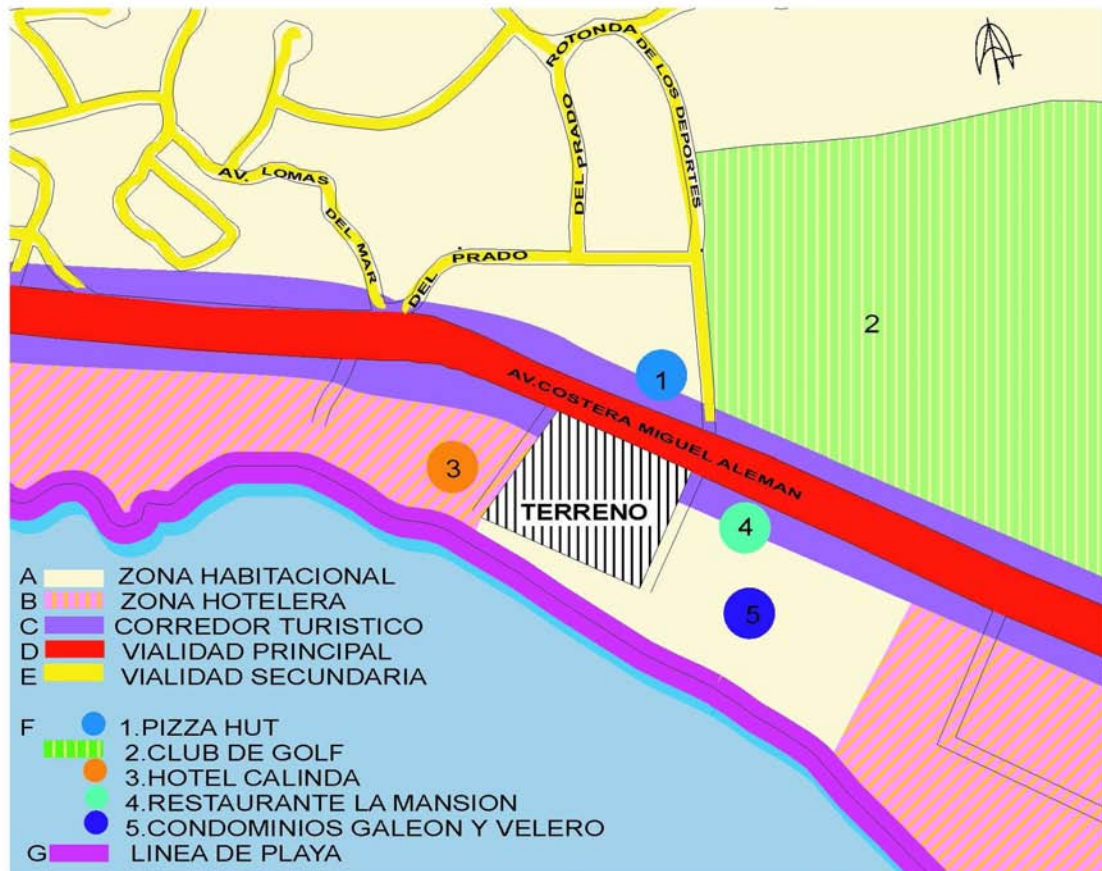 ROTONDA
DE LOS DEPORTES
DEL PRADO
AV. LOMAS
DEL MAR
DEL PRADO
2
1
AV.COSTERA MIGUEL ALEMAN
3
TERRENO
4
5
A ZONA HABITACIONAL
B ZONA HOTELERA
C CORREDOR TURISTICO
D VIALIDAD PRINCIPAL
E VIALIDAD SECUNDARIA
F 1.PIZZA HUT
2.CLUB DE GOLF
3.HOTEL CALINDA
4.RESTAURANTE LA MANSION
5.CONDOMINIOS GALEON Y VELERO
G LINEA DE PLAYA